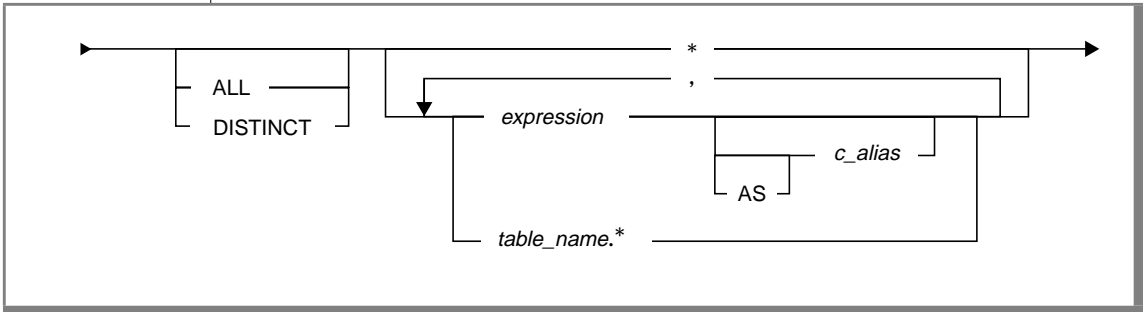 *
ALL
,
DISTINCT
expression
c_alias
AS
table_name.*